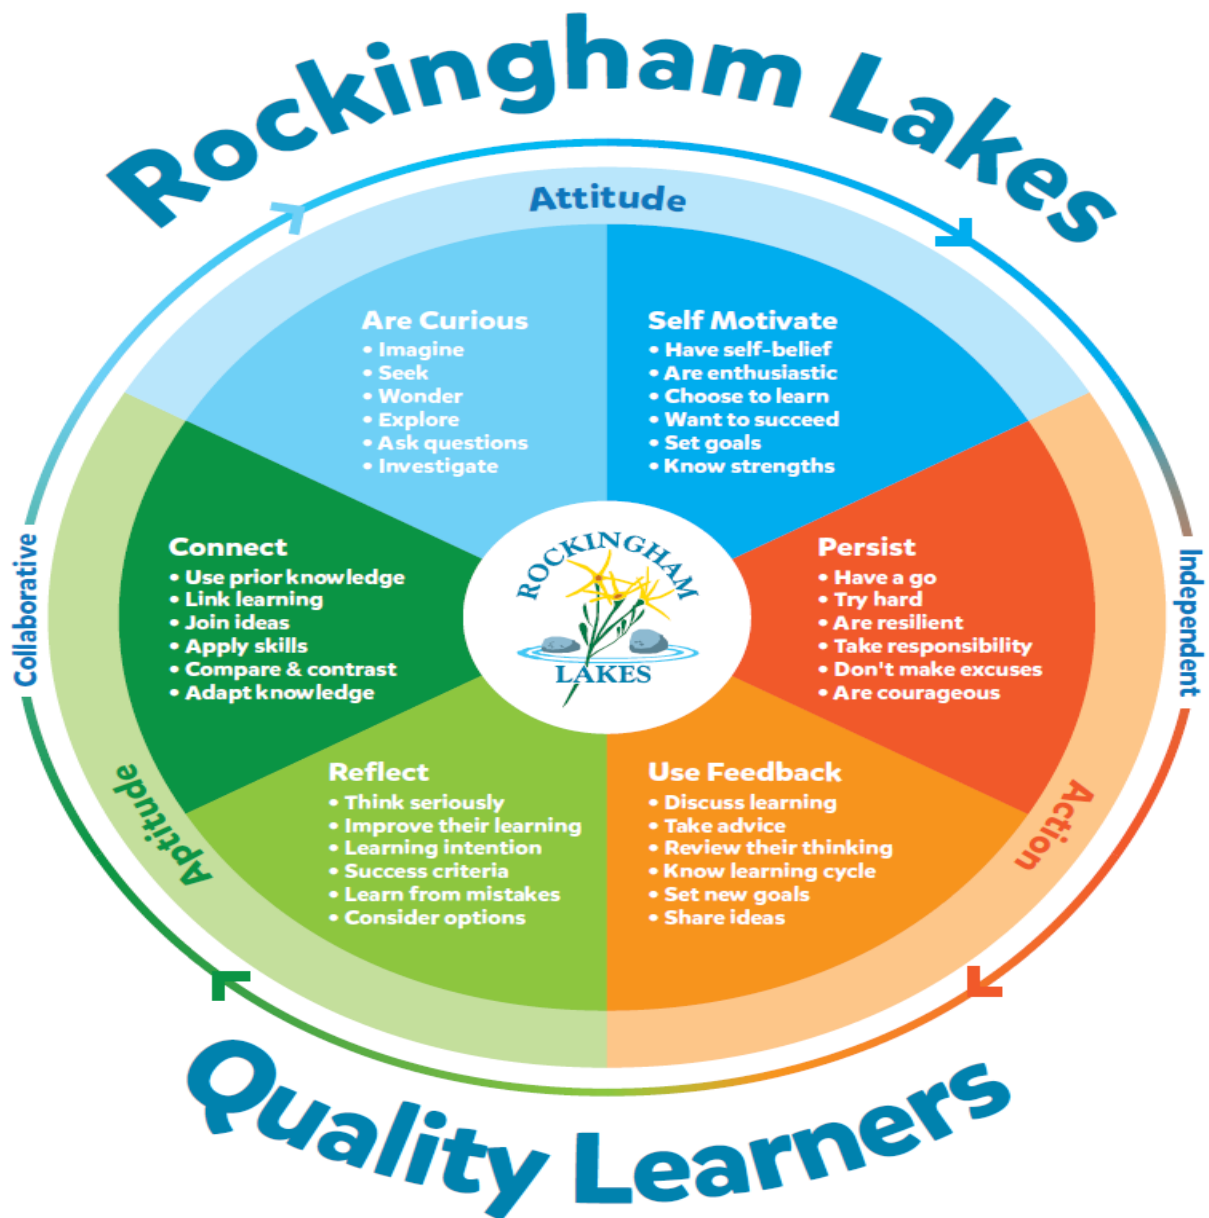 Rockingham Lakes
Attitude
Are Curious
• Imagine
• Seek
• Wonder
• Explore
• Ask questions
• Investigate
Self Motivate
• Have self-belief
• Are enthusiastic
• Choose to learn
• Want to succeed
• Set goals
• Know strengths
Collaborative
Connect
• Use prior knowledge
• Link learning
• Join ideas
• Apply skills
• Compare & contrast
• Adapt knowledge
ROCKINGHAM
LAKES
Persist
• Have a go
• Try hard
• Are resilient
• Take responsibility
• Don't make excuses
• Are courageous
Independent
Aptitude
Reflect
• Think seriously
• Improve their learning
• Learning intention
• Success criteria
• Learn from mistakes
• Consider options
Use Feedback
• Discuss learning
• Take advice
• Review their thinking
• Know learning cycle
• Set new goals
• Share ideas
Action
Quality Learners